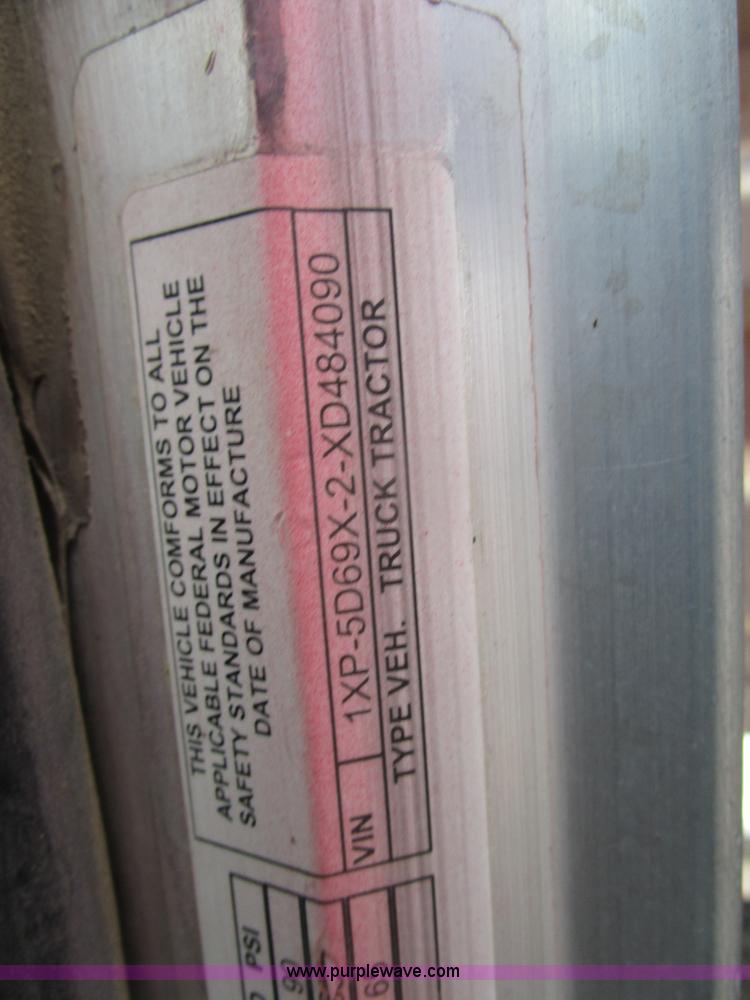 THIS VEHICLE COMFORMS TO ALL
APPLICABLE FEDERAL MOTOR VEHICLE
SAFETY STANDARDS IN EFFECT ON THE
DATE OF MANUFACTURE
VIN 1XP-5D69X-2-XD484090
TYPE VEH. TRUCK TRACTOR
PSI
www.purplewave.com